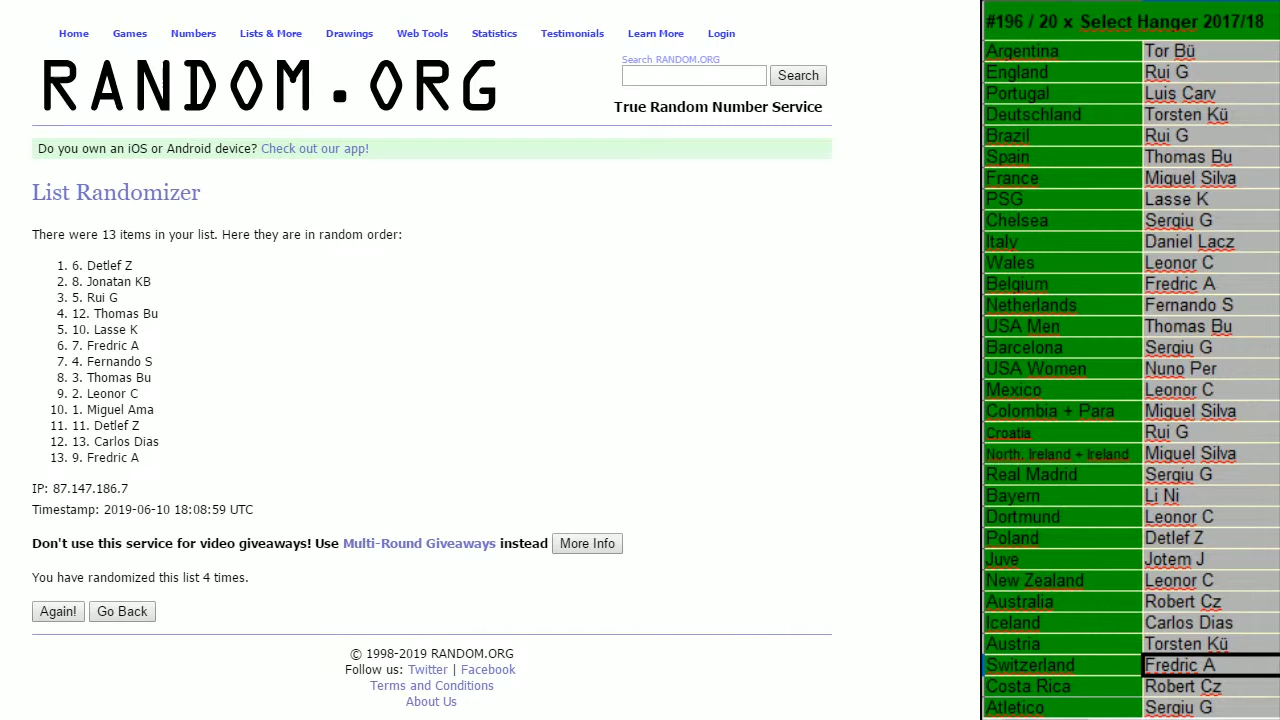 Home Games Numbers Lists & More Drawings Web Tools Statistics Testimonials Learn More Login
RANDOM.ORG
Search RANDOM.ORG
Search
True Random Number Service
Do you own an iOS or Android device? Check out our app!
List Randomizer
There were 13 items in your list. Here they are in random order:
1. 6. Detlef Z
2. 8. Jonatan KB
3. 5. Rui G
4. 12. Thomas Bu
5. 10. Lasse K
6. 7. Fredric A
7. 4. Fernando S
8. 3. Thomas Bu
9. 2. Leonor C
10. 1. Miguel Ama
11. 11. Detlef Z
12. 13. Carlos Dias
13. 9. Fredric A
IP: 87.147.186.7
Timestamp: 2019-06-10 18:08:59 UTC
Don't use this service for video giveaways! Use Multi-Round Giveaways instead More Info
You have randomized this list 4 times.
Again! Go Back
© 1998-2019 RANDOM.ORG
Follow us: Twitter | Facebook
Terms and Conditions
About Us
#196 / 20 x Select Hanger 2017/18
Argentina Tor Bü
England Rui G
Portugal Luis Carv
Deutschland Torsten Kü
Brazil Rui G
Spain Thomas Bu
France Miguel Silva
PSG Lasse K
Chelsea Sergiu G
Italy Daniel Lacz
Wales Leonor C
Belgium Fredric A
Netherlands Fernando S
USA Men Thomas Bu
Barcelona Sergiu G
USA Women Nuno Per
Mexico Leonor C
Colombia + Para Miguel Silva
Croatia Rui G
North. Ireland + Ireland Miguel Silva
Real Madrid Sergiu G
Bayern Li Ni
Dortmund Leonor C
Poland Detlef Z
Juve Jotem J
New Zealand Leonor C
Australia Robert Cz
Iceland Carlos Dias
Austria Torsten Kü
Switzerland Fredric A
Costa Rica Robert Cz
Atletico Sergiu G